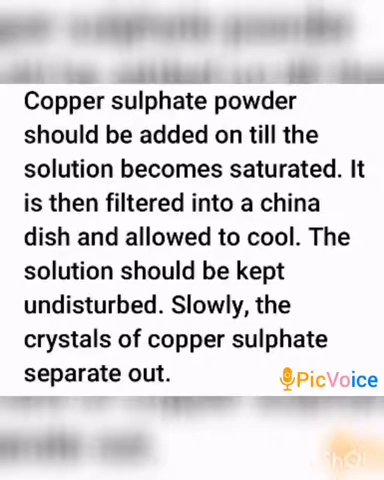 Copper sulphate powder
should be added on till the
solution becomes saturated. It
is then filtered into a china
dish and allowed to cool. The
solution should be kept
undisturbed. Slowly, the
crystals of copper sulphate
separate out.
PicVoice